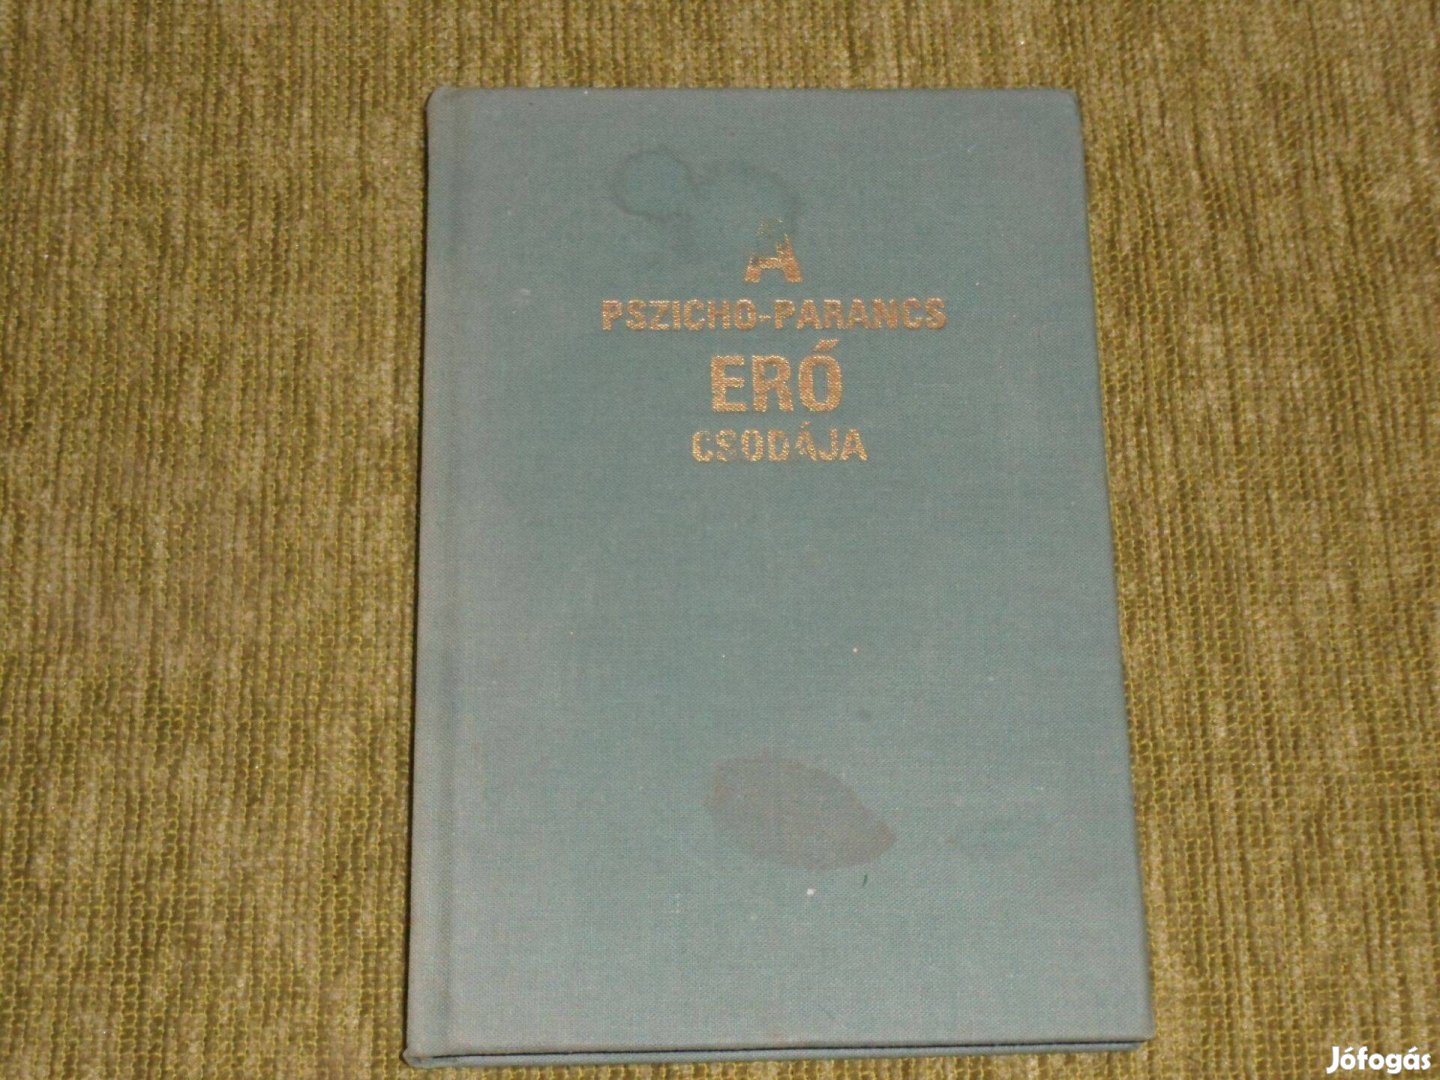 A
PSZICHO-PARANCS
ERŐ
CSODÁJA
Jófogás